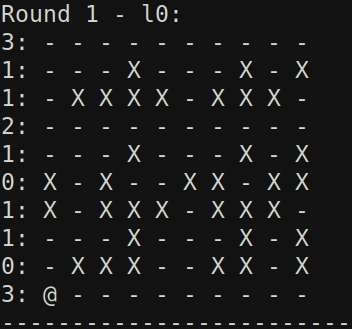 Round 1 - l0:
3: - - - - - - - - - -
1: - - - X - - - X - X
1: - X X X X - X X X -
2: - - - - - - - - - -
1: - - - X - - - X - X
0: X - X - - X X - X X
1: X - X X X - X X X -
1: - - - X - - - X - X
0: - X X X - - X X - X
3: @ - - - - - - - - -
-------------------------